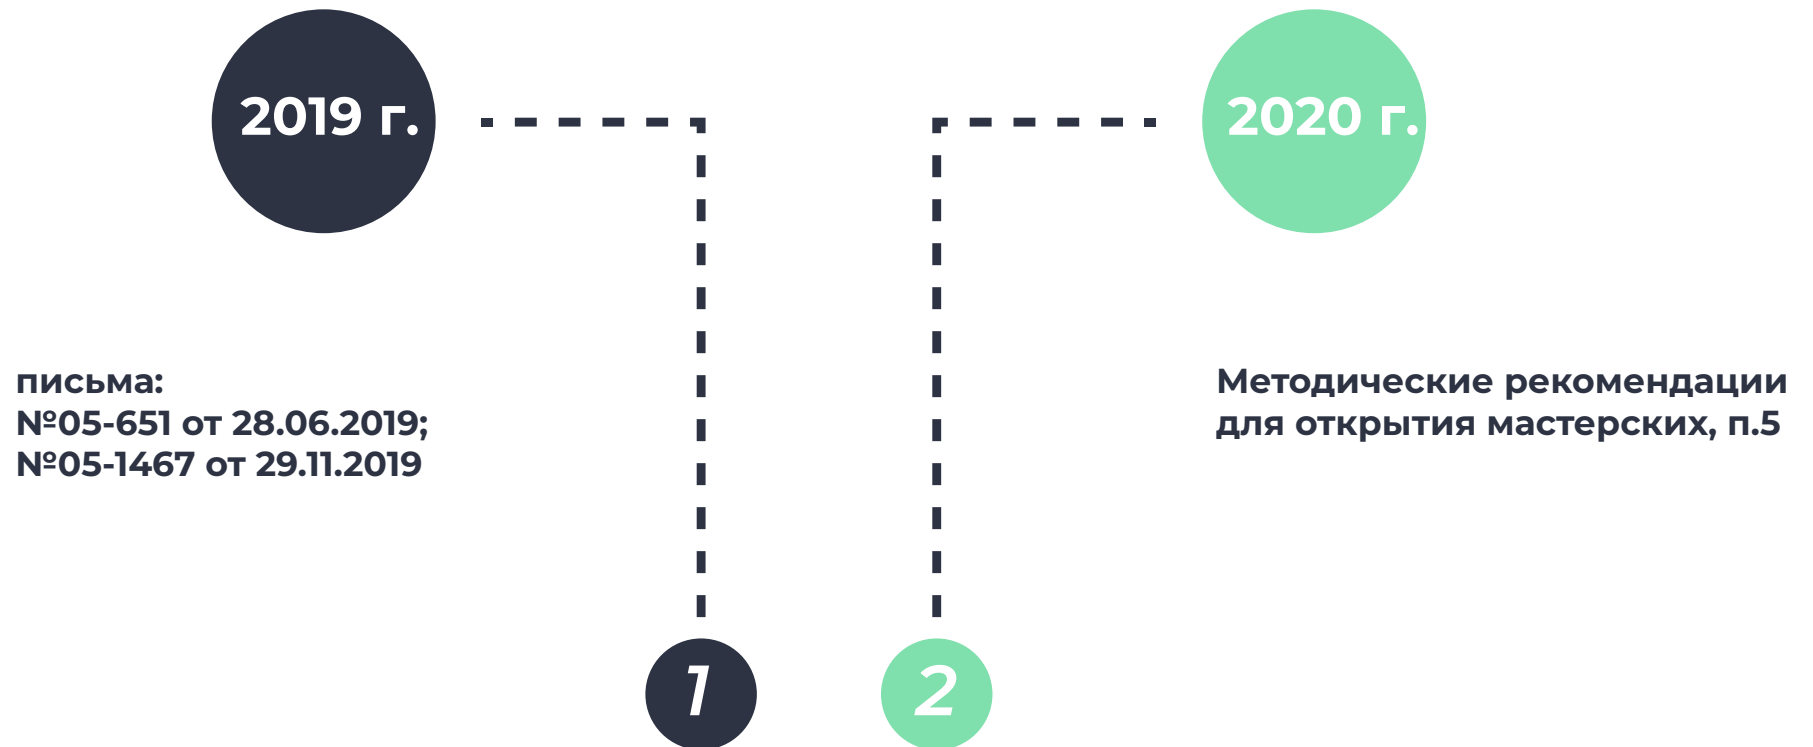 2019 г.
2020 г.
письма:
№05-651 от 28.06.2019;
№05-1467 от 29.11.2019
Методические рекомендации
для открытия мастерских, п.5
1
2